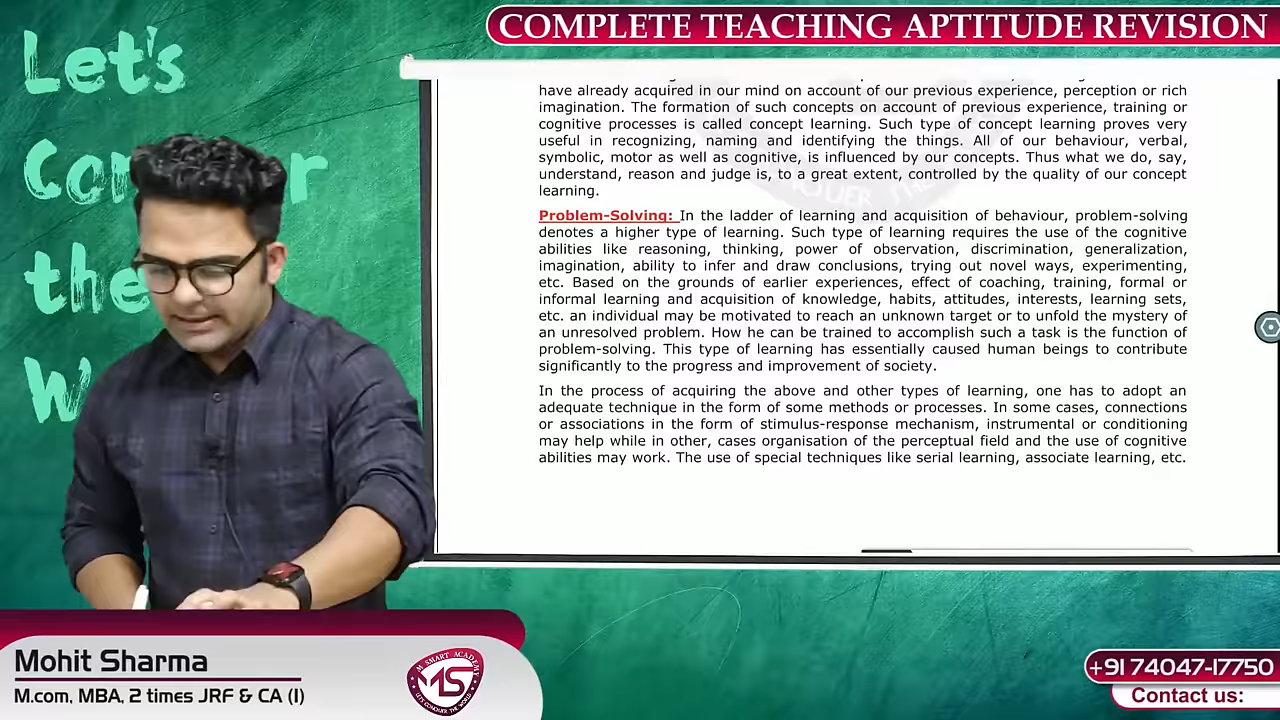 COMPLETE TEACHING APTITUDE REVISION
Let's
the
have already acquired in our mind on account of our previous experience, perception or rich
imagination. The formation of such concepts on account of previous experience, training or
cognitive processes is called concept learning. Such type of concept learning proves very
useful in recognizing, naming and identifying the things. All of our behaviour, verbal,
symbolic, motor as well as cognitive, is influenced by our concepts. Thus what we do, say,
understand, reason and judge is, to a great extent, controlled by the quality of our concept
learning.
Problem-Solving: In the ladder of learning and acquisition of behaviour, problem-solving
denotes a higher type of learning. Such type of learning requires the use of the cognitive
abilities like reasoning, thinking, power of observation, discrimination, generalization,
imagination, ability to infer and draw conclusions, trying out novel ways, experimenting,
etc. Based on the grounds of earlier experiences, effect of coaching, training, formal or
informal learning and acquisition of knowledge, habits, attitudes, interests, learning sets,
etc. an individual may be motivated to reach an unknown target or to unfold the mystery of
an unresolved problem. How he can be trained to accomplish such a task is the function of
problem-solving. This type of learning has essentially caused human beings to contribute
significantly to the progress and improvement of society.
In the process of acquiring the above and other types of learning, one has to adopt an
adequate technique in the form of some methods or processes. In some cases, connections
or associations in the form of stimulus-response mechanism, instrumental or conditioning
may help while in other, cases organisation of the perceptual field and the use of cognitive
abilities may work. The use of special techniques like serial learning, associate learning, etc.
Mohit Sharma
M.com, MBA, 2 times JRF & CA (I)
M SMART ACADEMY
MS
LET'S CONQUER THE WORLD
+91 74047-17750
Contact us: